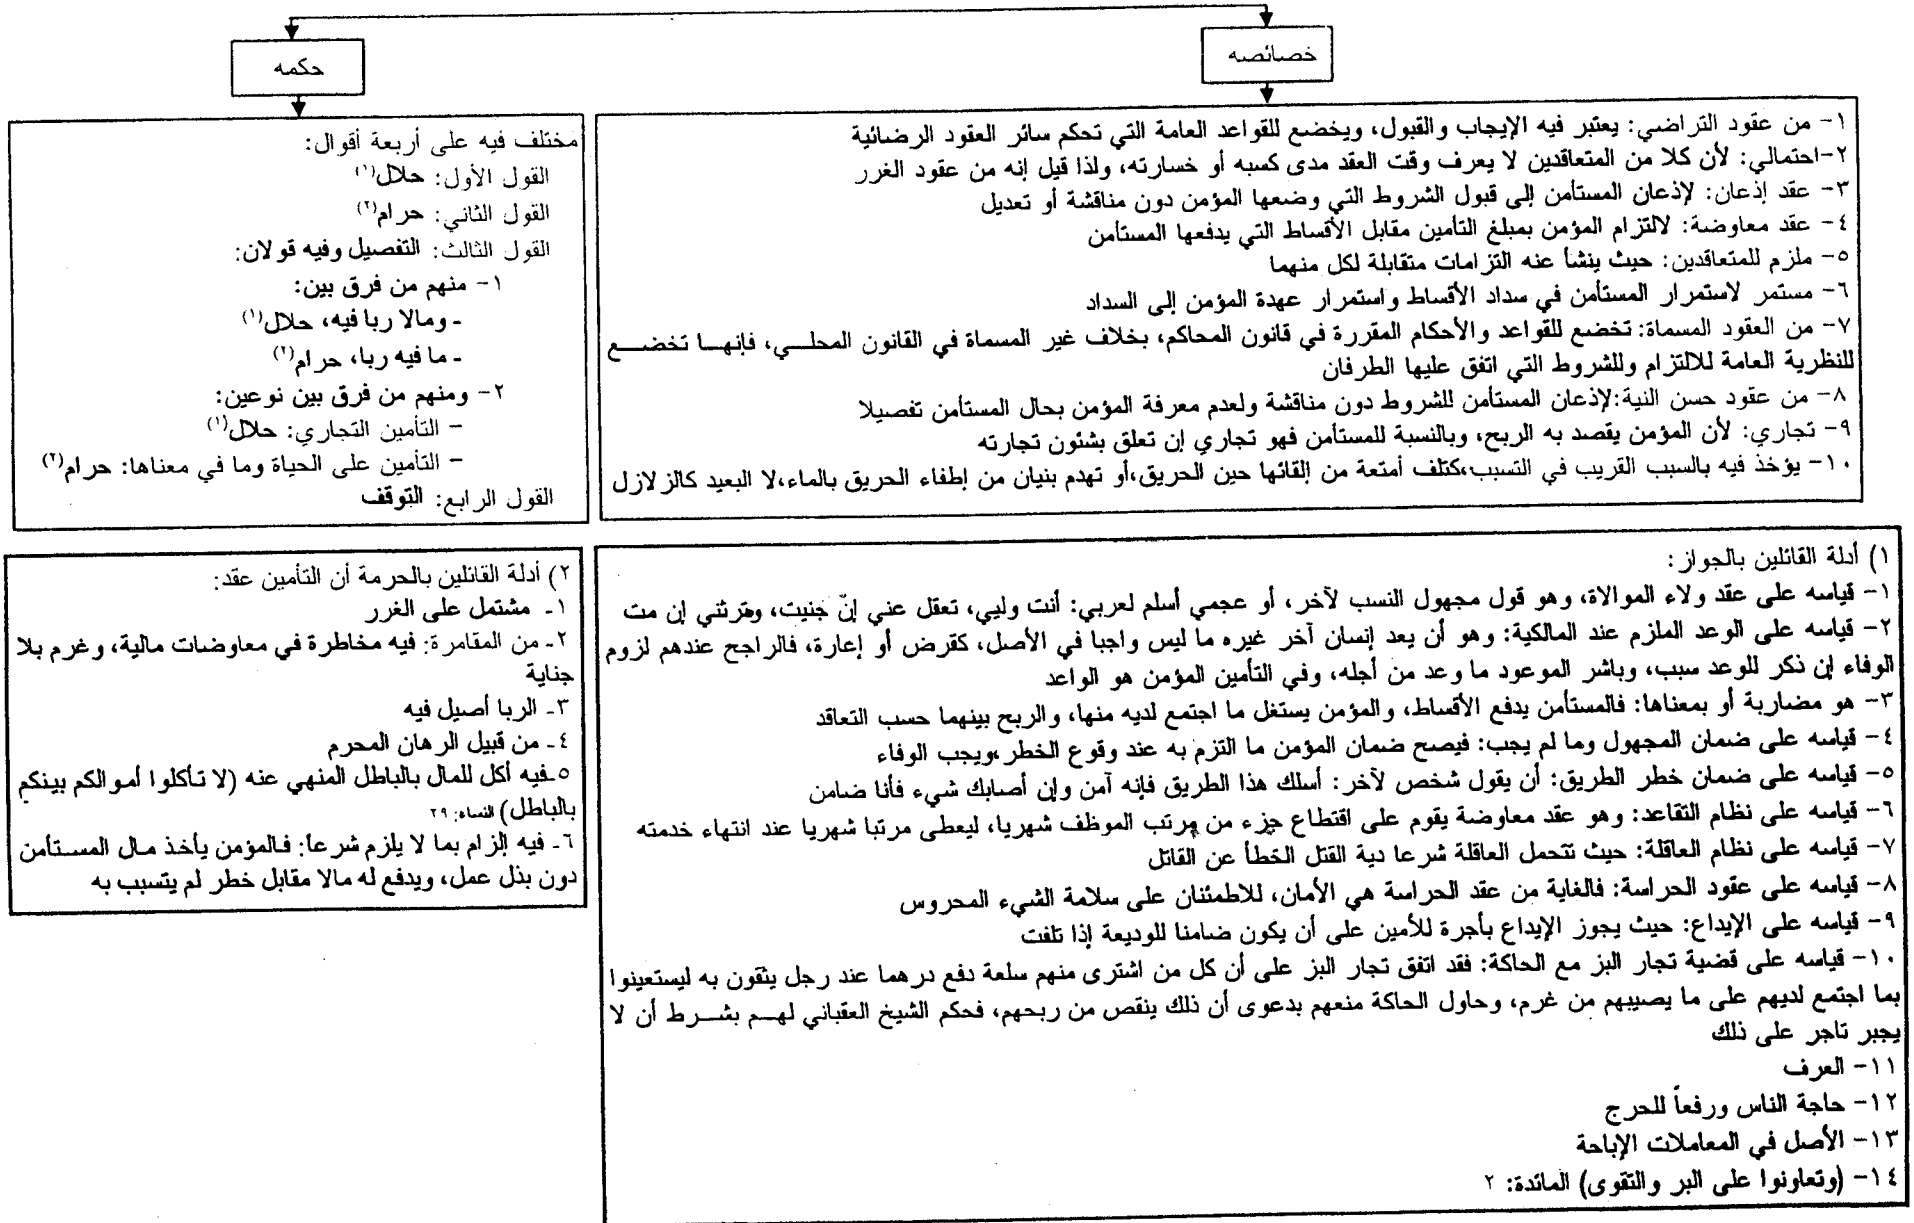 خصائصه
١- من عقود التراضي: يعتبر فيه الإيجاب والقبول، ويخضع للقواعد العامة التي تحكم سائر العقود الرضائية
٢-احتمالي: لأن كلا من المتعاقدين لا يعرف وقت العقد مدى كسبه أو خسارته، ولذا قيل إنه من عقود الغرر
٣- عقد إذعان: لإذعان المستأمن إلى قبول الشروط التي وضعها المؤمن دون مناقشة أو تعديل
٤- عقد معاوضة: لالتزام المؤمن بمبلغ التأمين مقابل الأقساط التي يدفعها المستأمن
٥- ملزم للمتعاقدين: حيث ينشأ عنه التزامات متقابلة لكل منهما
٦- مستمر لاستمرار المستأمن في سداد الأقساط واستمرار عهدة المؤمن إلى السداد
٧- من العقود المسماة: تخضع للقواعد والأحكام المقررة في قانون المحاكم، بخلاف غير المسماة في القانون المحلي، فإنها تخضع
للنظرية العامة للالتزام وللشروط التي اتفق عليها الطرفان
٨- من عقود حسن النية:لإذعان المستأمن للشروط دون مناقشة ولعدم معرفة المؤمن بحال المستأمن تفصيلا
٩- تجاري: لأن المؤمن يقصد به الربح، وبالنسبة للمستأمن فهو تجاري إن تعلق بشئون تجارته
١٠- يؤخذ فيه بالسبب القريب في التسبب،كتلف أمتعة من إلقائها حين الحريق،أو تهدم بنيان من إطفاء الحريق بالماء،لا البعيد كالزلازل
حكمه
مختلف فيه على أربعة أقوال:
القول الأول: حلال(١)
القول الثاني: حرام(٢)
القول الثالث: التفصيل وفيه قولان:
١- منهم من فرق بين:
- ومالا ربا فيه، حلال(١)
- ما فيه ربا، حرام(٢)
٢- ومنهم من فرق بين نوعين:
- التأمين التجاري: حلال(١)
- التأمين على الحياة وما في معناها: حرام(٢)
القول الرابع: التوقف
١) أدلة القائلين بالجواز:
١- قياسه على عقد ولاء الموالاة، وهو قول مجهول النسب لآخر، أو عجمي أسلم لعربي: أنت وليي، تعقل عني إنّ جنيت، وترثني إن مت
٢- قياسه على الوعد الملزم عند المالكية: وهو أن يعد إنسان آخر غيره ما ليس واجبا في الأصل، كقرض أو إعارة، فالراجح عندهم لزوم
الوفاء إن ذكر للوعد سبب، وباشر الموعود ما وعد من أجله، وفي التأمين المؤمن هو الواعد
٣- هو مضاربة أو بمعناها: فالمستأمن يدفع الأقساط، والمؤمن يستغل ما اجتمع لديه منها، والربح بينهما حسب التعاقد
٤- قياسه على ضمان المجهول وما لم يجب: فيصح ضمان المؤمن ما التزم به عند وقوع الخطر،ويجب الوفاء
٥- قياسه على ضمان خطر الطريق: أن يقول شخص لآخر: أسلك هذا الطريق فإنه آمن وإن أصابك شيء فأنا ضامن
٦- قياسه على نظام التقاعد: وهو عقد معاوضة يقوم على اقتطاع جزء من مرتب الموظف شهريا، ليعطى مرتبا شهريا عند انتهاء خدمته
٧- قياسه على نظام العاقلة: حيث تتحمل العاقلة شرعا دية القتل الخطأ عن القاتل
٨- قياسه على عقود الحراسة: فالغاية من عقد الحراسة هي الأمان، للاطمئنان على سلامة الشيء المحروس
٩- قياسه على الإيداع: حيث يجوز الإيداع بأجرة للأمين على أن يكون ضامنا للوديعة إذا تلفت
١٠- قياسه على قضية تجار البز مع الحاكة: فقد اتفق تجار البز على أن كل من اشترى منهم سلعة دفع درهما عند رجل يثقون به ليستعينوا
بما اجتمع لديهم على ما يصيبهم من غرم، وحاول الحاكة منعهم بدعوى أن ذلك ينقص من ربحهم، فحكم الشيخ العقباني لهم بشرط أن لا
يجبر تاجر على ذلك
١١- العرف
١٢- حاجة الناس ورفعاً للحرج
١٣- الأصل في المعاملات الإباحة
١٤- (وتعاونوا على البر والتقوى) المائدة: ٢
٢) أدلة القائلين بالحرمة أن التأمين عقد:
١- مشتمل على الغرر
٢- من المقامرة: فيه مخاطرة في معاوضات مالية، وغرم بلا
جناية
٣- الربا أصيل فيه
٤- من قبيل الرهان المحرم
٥-فيه أكل للمال بالباطل المنهي عنه (لا تأكلوا أموالكم بينكم
بالباطل) النساء: ٢٩
٦- فيه إلزام بما لا يلزم شرعا: فالمؤمن يأخذ مال المستأمن
دون بذل عمل، ويدفع له مالا مقابل خطر لم يتسبب به